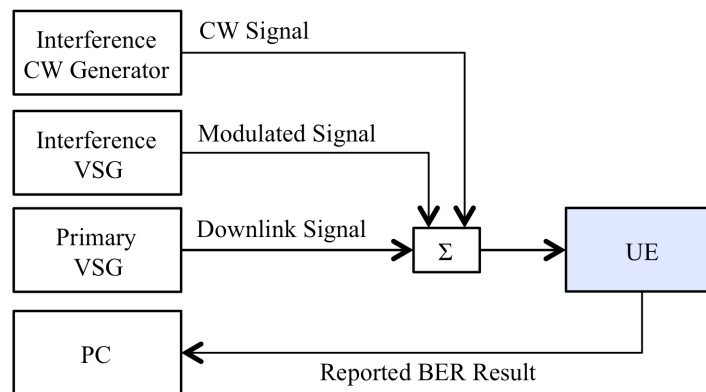 Interference
CW Generator
CW Signal
Interference
VSG
Modulated Signal
Primary
VSG
Downlink Signal
Σ
UE
PC
Reported BER Result